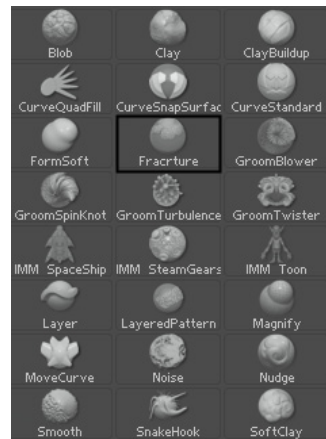 Blob Clay ClayBuildup
CurveQuadFill CurveSnapSurfac CurveStandard
FormSoft Fracrture GroomBlower
GroomSpinKnot GroomTurbulence GroomTwister
IMM SpaceShip IMM SteamGears IMM Toon
Layer LayeredPattern Magnify
MoveCurve Noise Nudge
Smooth SnakeHook SoftClay